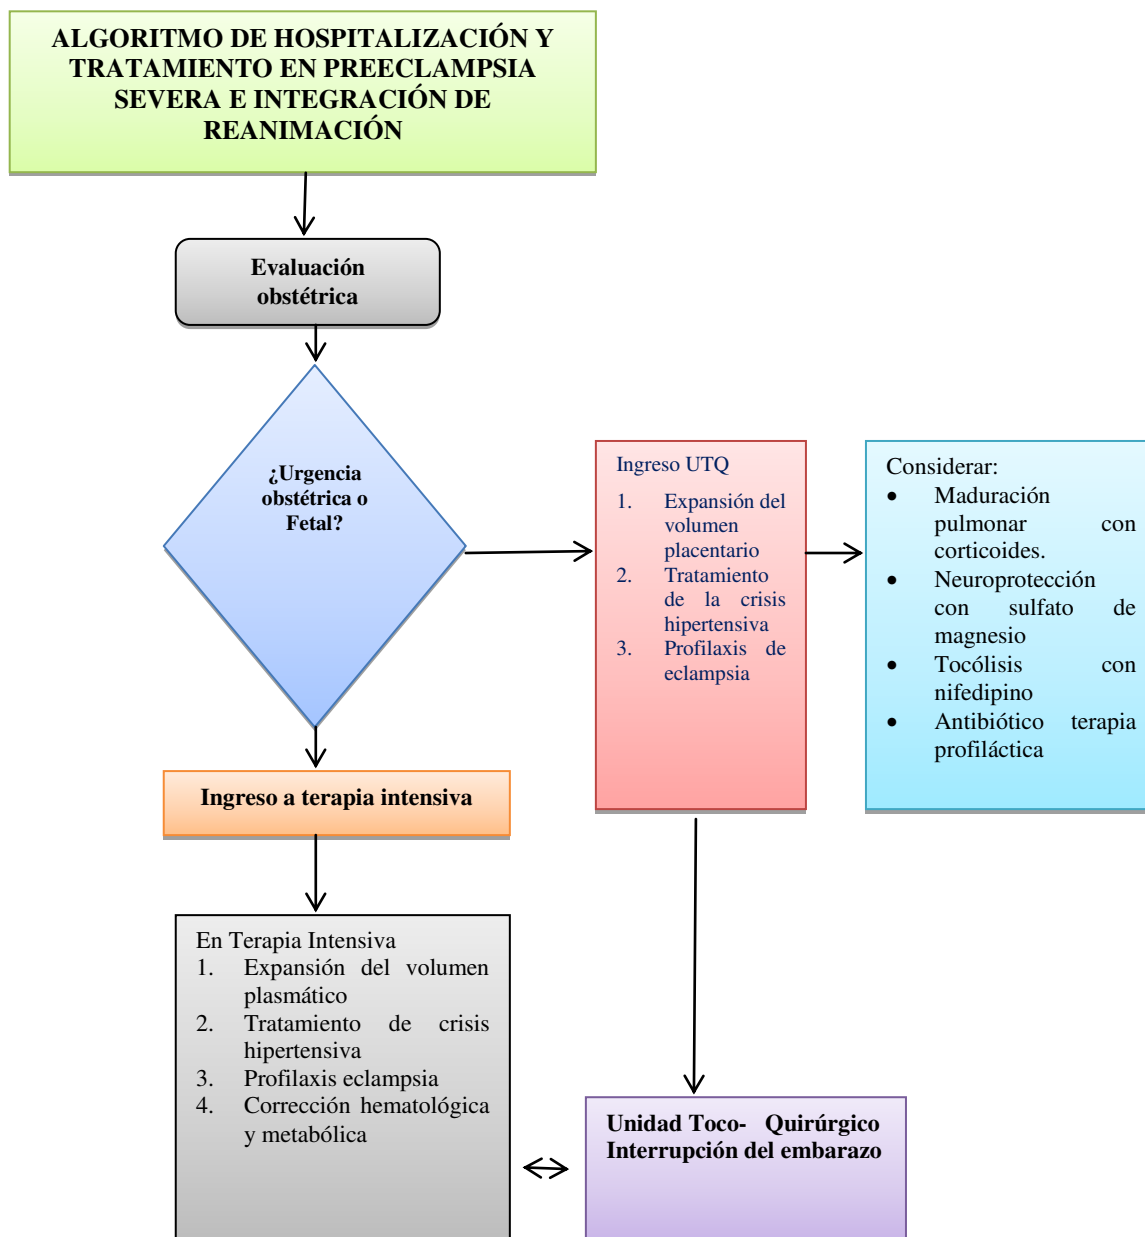 ALGORITMO DE HOSPITALIZACIÓN Y
TRATAMIENTO EN PREECLAMPSIA
SEVERA E INTEGRACIÓN DE
REANIMACIÓN
Evaluación
obstétrica
¿Urgencia
obstétrica o
Fetal?
Ingreso UTQ
1. Expansión del
volumen
placentario
2. Tratamiento
de la crisis
hipertensiva
3. Profilaxis de
eclampsia
Considerar:
• Maduración
pulmonar con
corticoides.
• Neuroprotección
con sulfato de
magnesio
• Tocólisis con
nifedipino
• Antibiótico terapia
profiláctica
Ingreso a terapia intensiva
En Terapia Intensiva
1. Expansión del volumen
plasmático
2. Tratamiento de crisis
hipertensiva
3. Profilaxis eclampsia
4. Corrección hematológica
y metabólica
Unidad Toco- Quirúrgico
Interrupción del embarazo